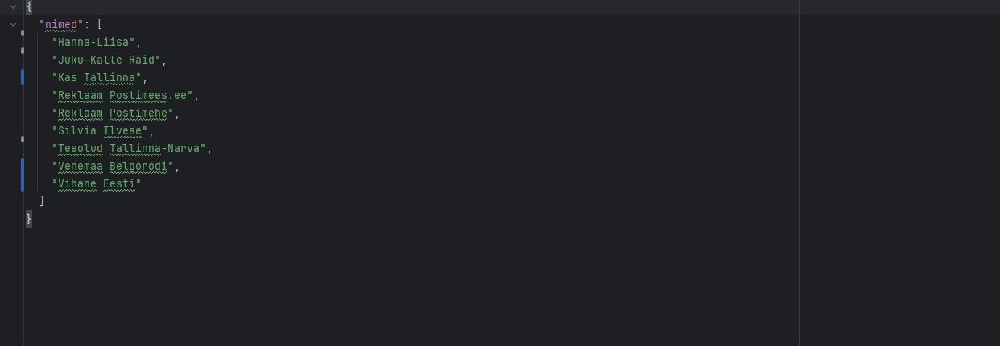 {
"nimed": [
"Hanna-Liisa",
"Juku-Kalle Raid",
"Kas Tallinna",
"Reklaam Postimees.ee",
"Reklaam Postimehe",
"Silvia Ilvese",
"Teeolud Tallinna-Narva",
"Venemaa Belgorodi",
"Vihane Eesti"
]
}